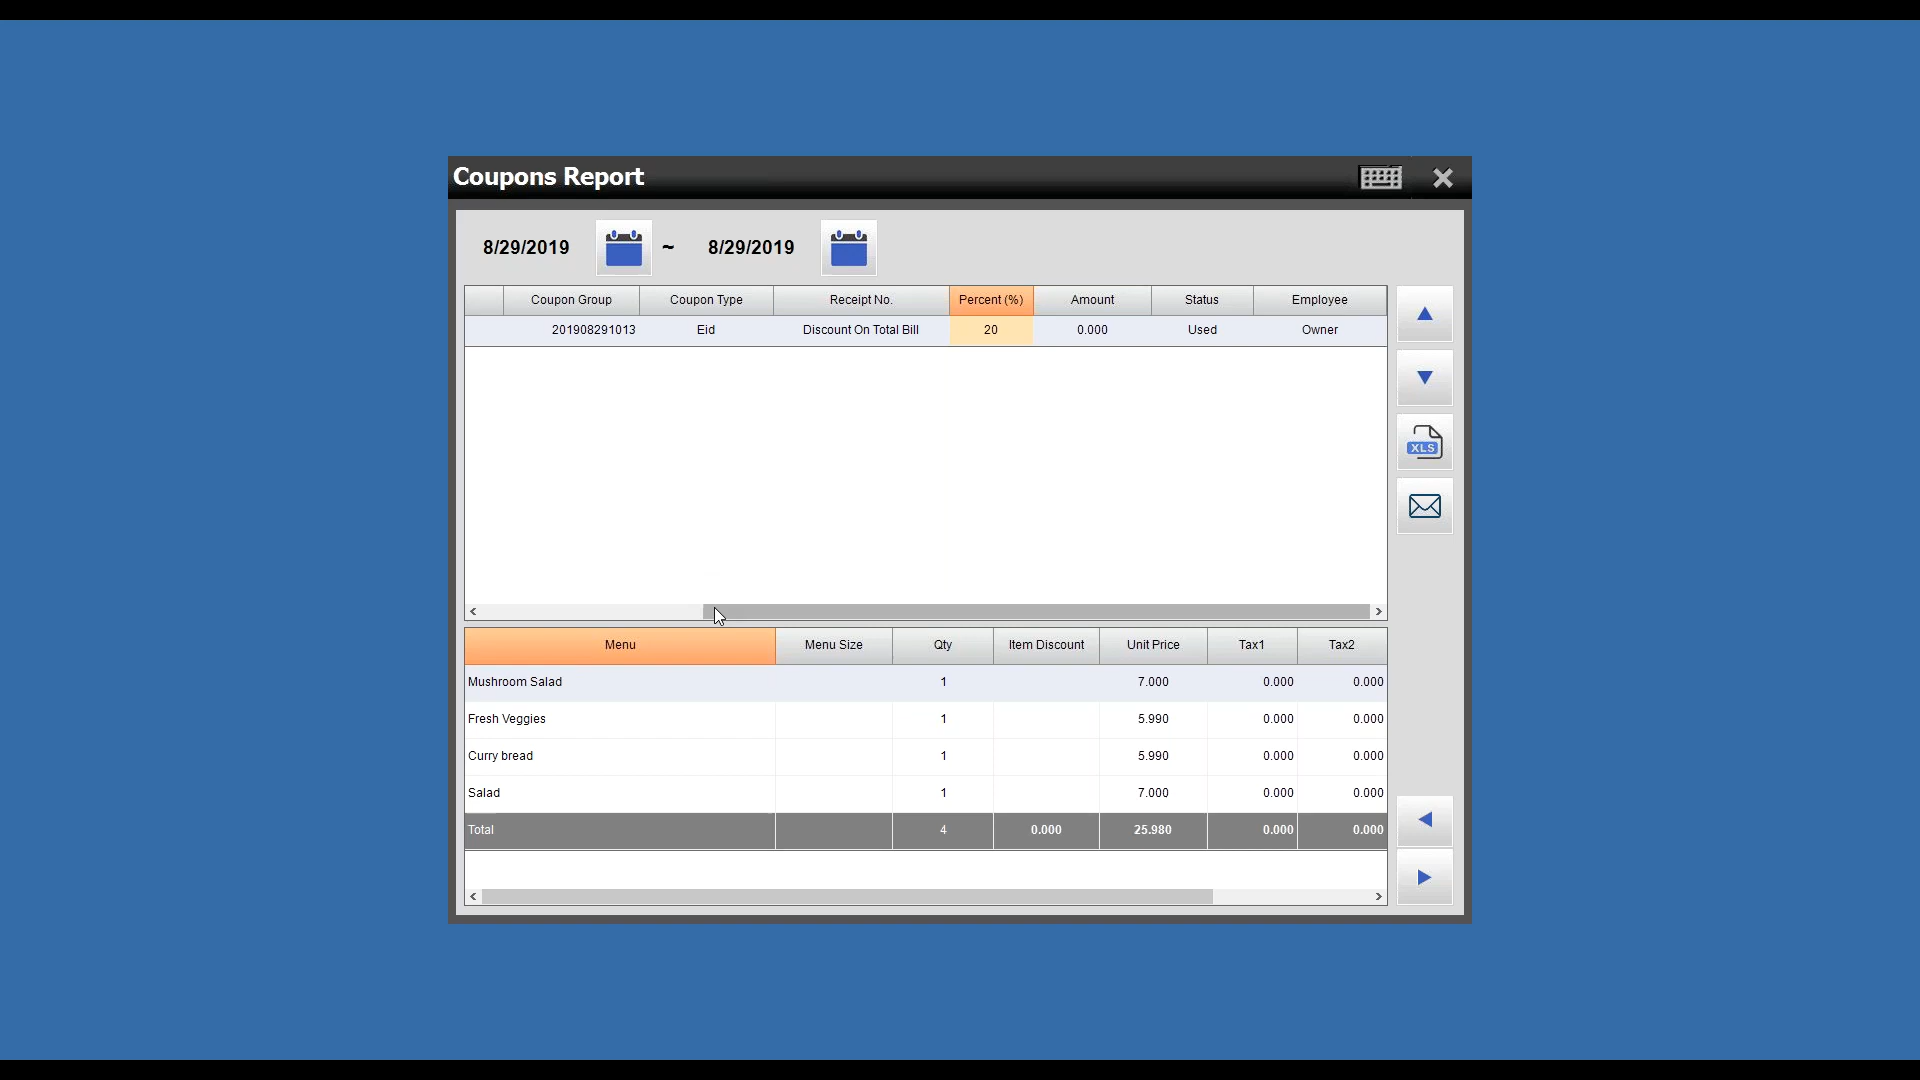 Coupons Report
8/29/2019 ~ 8/29/2019
Coupon Group Coupon Type Receipt No. Percent (%) Amount Status Employee
201908291013 Eid Discount On Total Bill 20 0.000 Used Owner
XLS
Menu Menu Size Qty Item Discount Unit Price Tax1 Tax2
Mushroom Salad 1 7.000 0.000 0.000
Fresh Veggies 1 5.990 0.000 0.000
Curry bread 1 5.990 0.000 0.000
Salad 1 7.000 0.000 0.000
Total 4 0.000 25.980 0.000 0.000